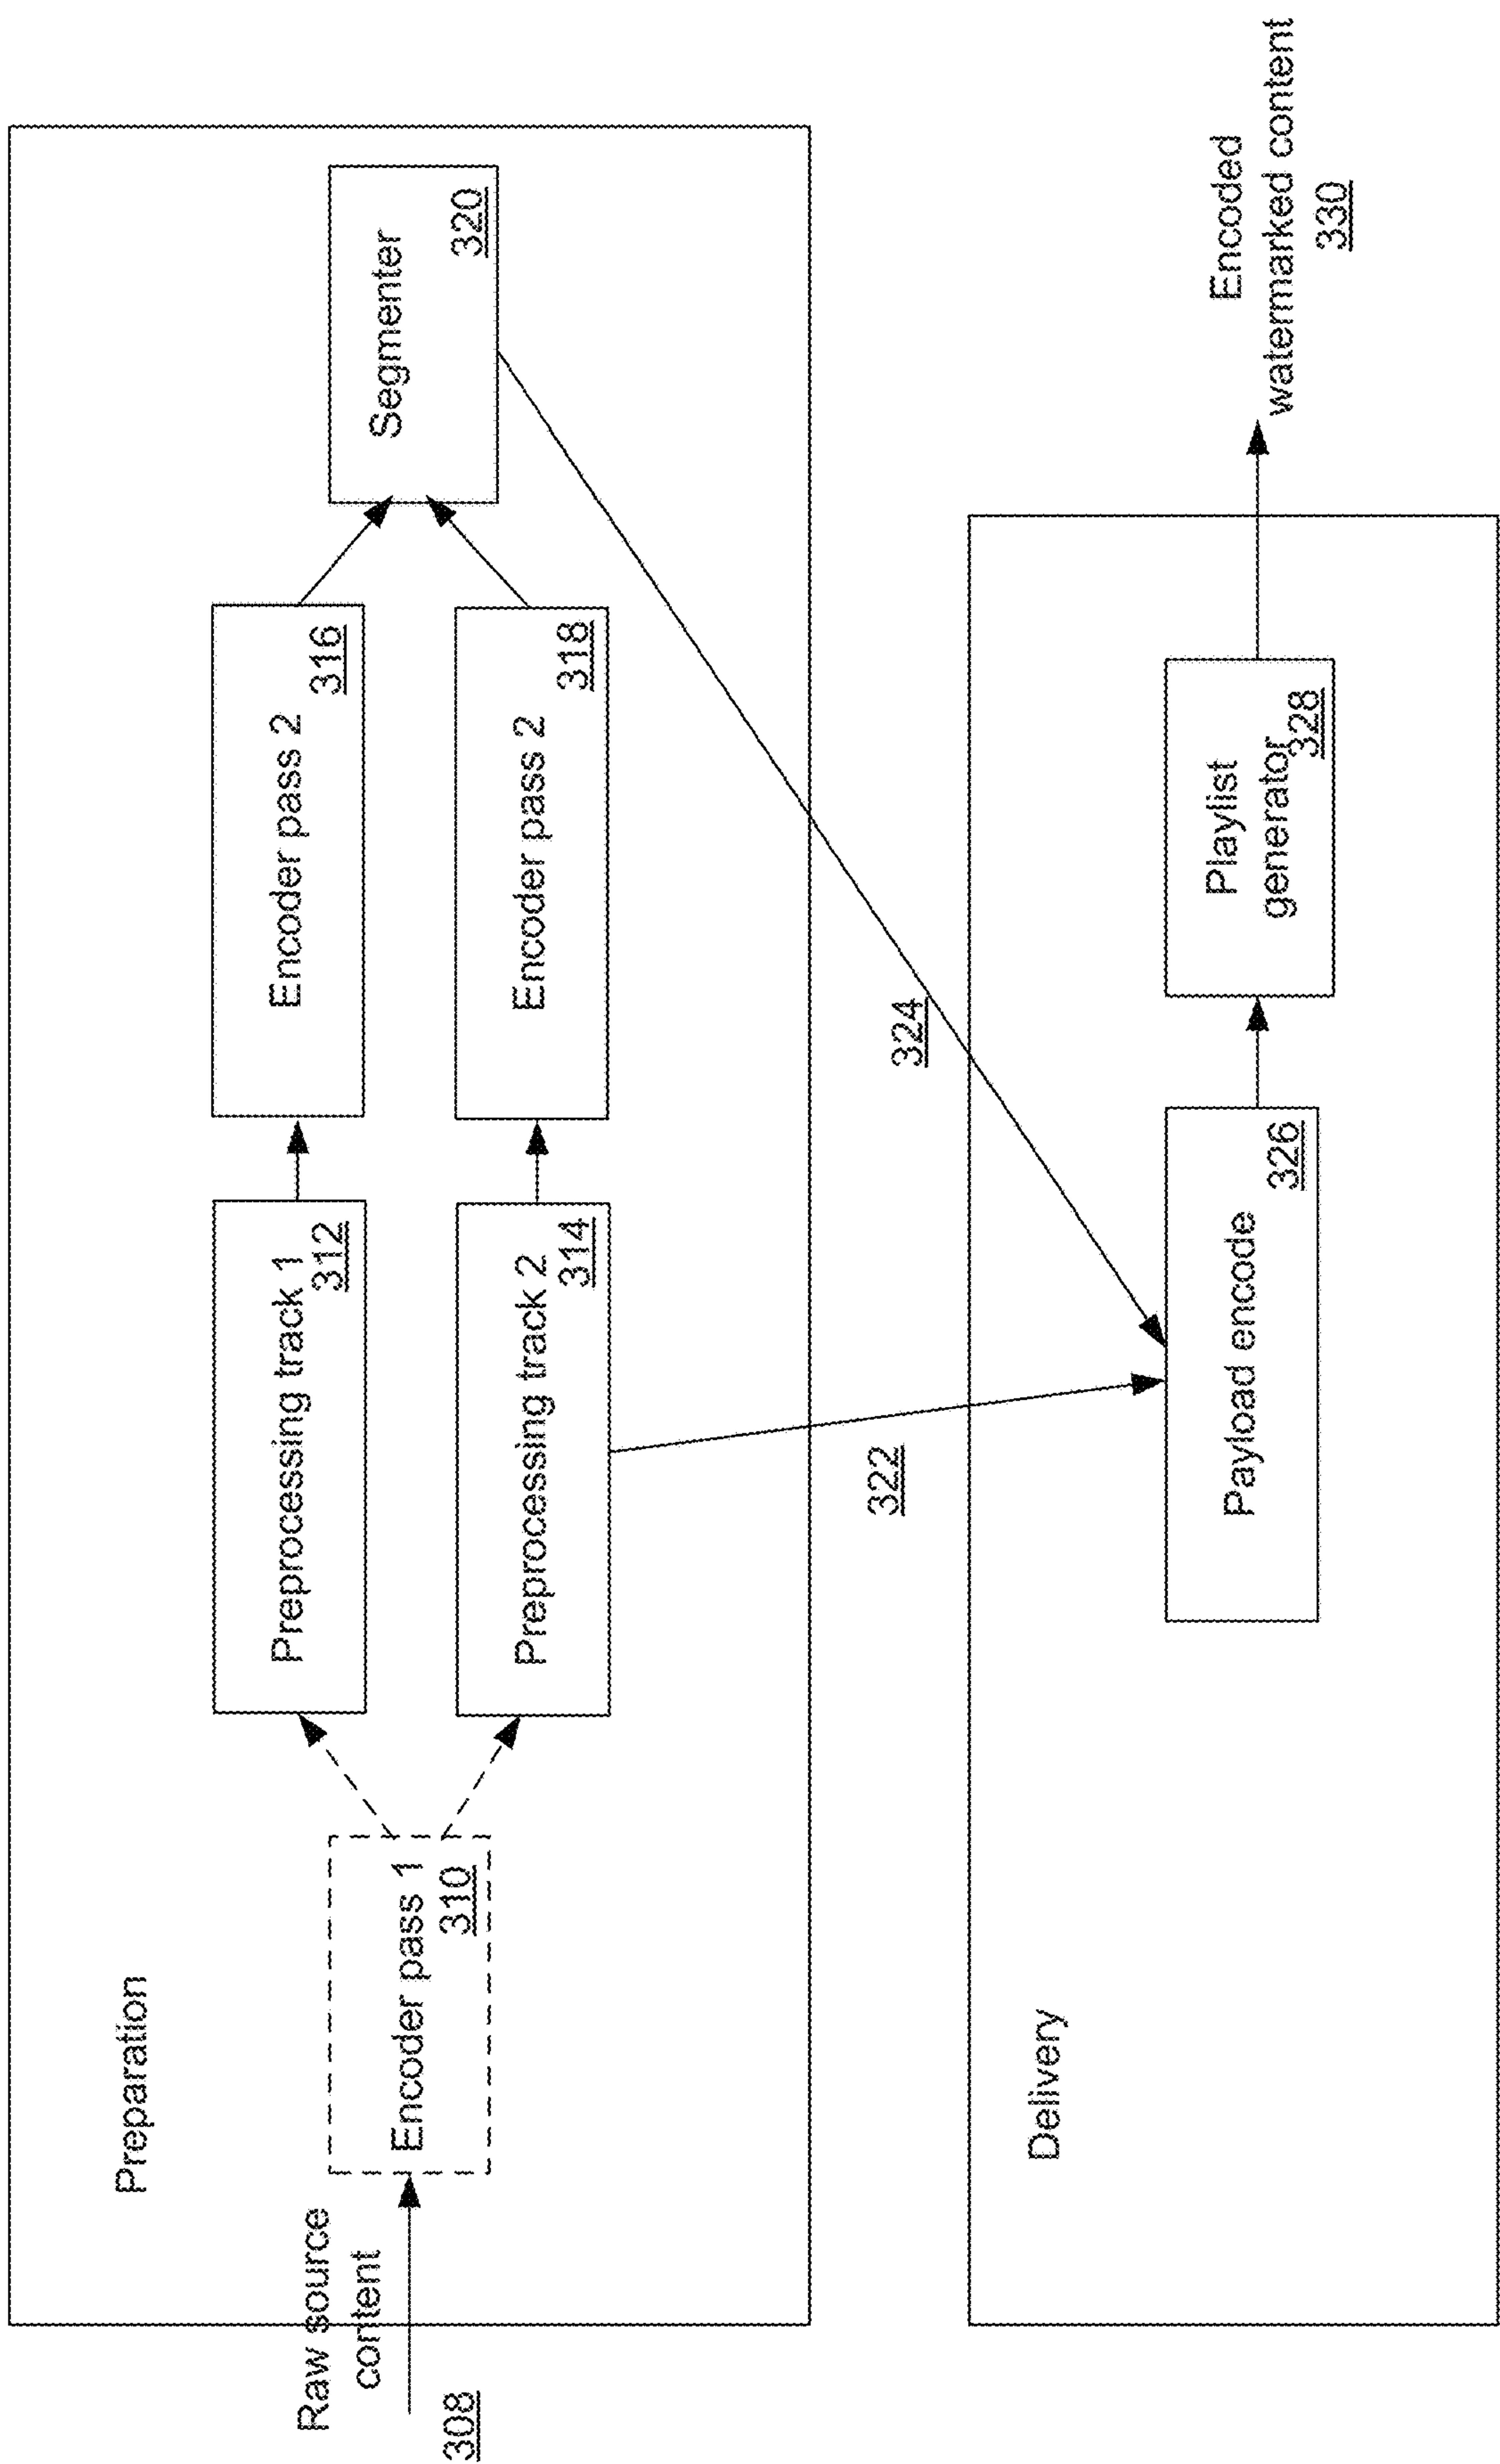 Preparation
Raw source
content
308
Encoder pass 1
310
Preprocessing track 1
312
Preprocessing track 2
314
Encoder pass 2
316
Encoder pass 2
318
Segmenter
320
322
324
Delivery
Payload encode
326
Playlist
generator
328
Encoded
watermarked content
330